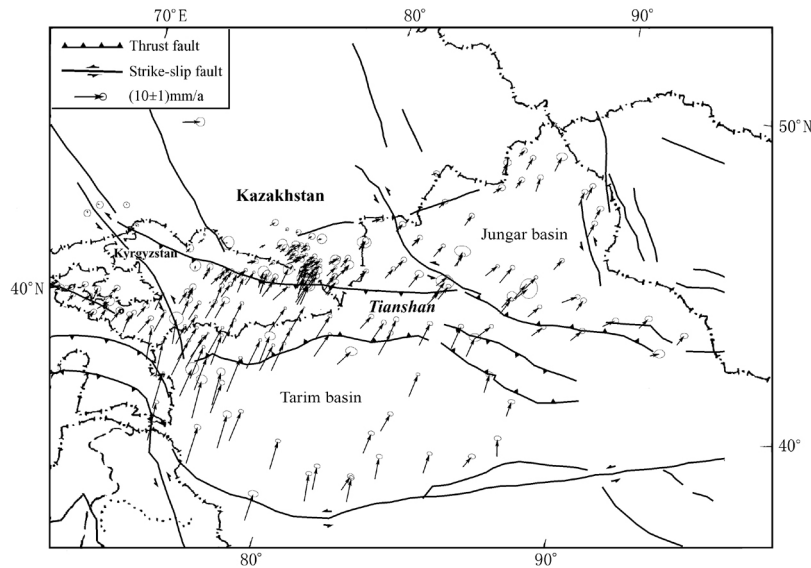 70°E 80° 90°
Thrust fault
Strike-slip fault
(10±1)mm/a
50°N
Kazakhstan
Jungar basin
Kyrgyzstan
40°N
Tianshan
Tarim basin
40°
80° 90°